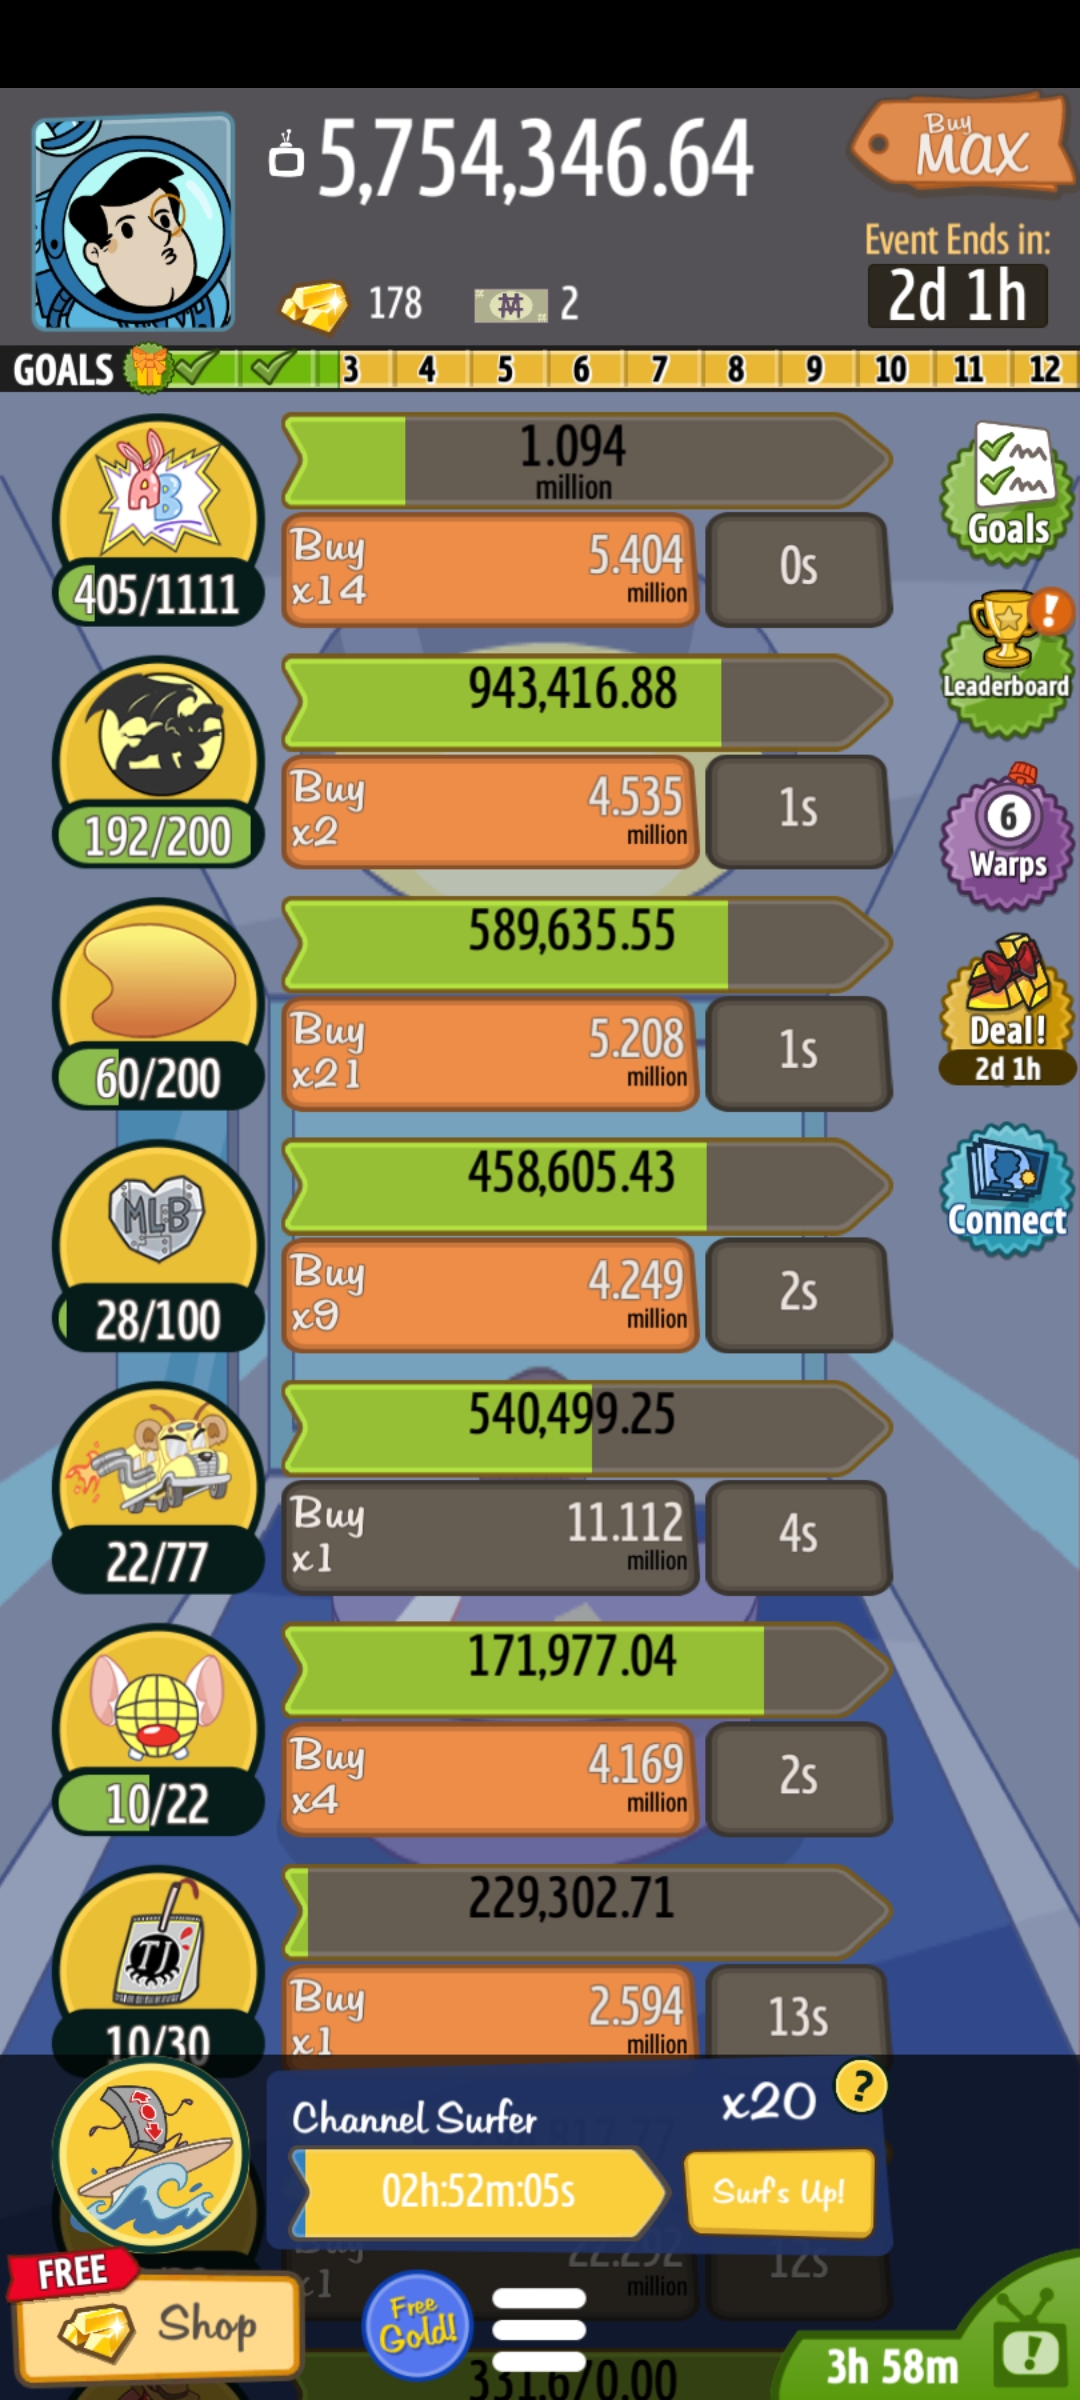 5,754,346.64
Buy
MAX
Event Ends in:
2d 1h
178
2
GOALS 3 4 5 6 7 8 9 10 11 12
AB
405/1111
1.094
million
Buy
x14
5.404
million
0s
Goals
Leaderboard
!
192/200
943,416.88
Buy
x2
4.535
million
1s
6
Warps
60/200
589,635.55
Buy
x21
5.208
million
1s
Deal!
2d 1h
MLB
28/100
458,605.43
Buy
x9
4.249
million
2s
Connect
22/77
540,499.25
Buy
x1
11.112
million
4s
10/22
171,977.04
Buy
x4
4.169
million
2s
TJ
10/30
229,302.71
Buy
x1
2.594
million
13s
Channel Surfer
x20
?
02h:52m:05s
Surf's Up!
Buy
x1
22.292
million
12s
FREE
Shop
Free
Gold!
331,670.00
3h 58m
!